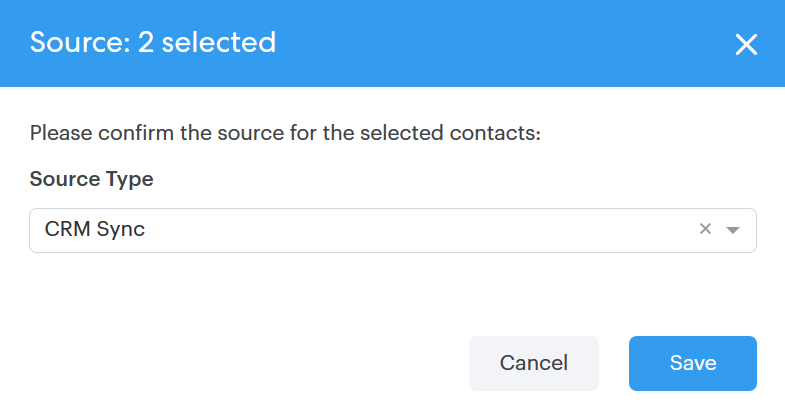 Source: 2 selected
Please confirm the source for the selected contacts:
Source Type
CRM Sync
Cancel
Save